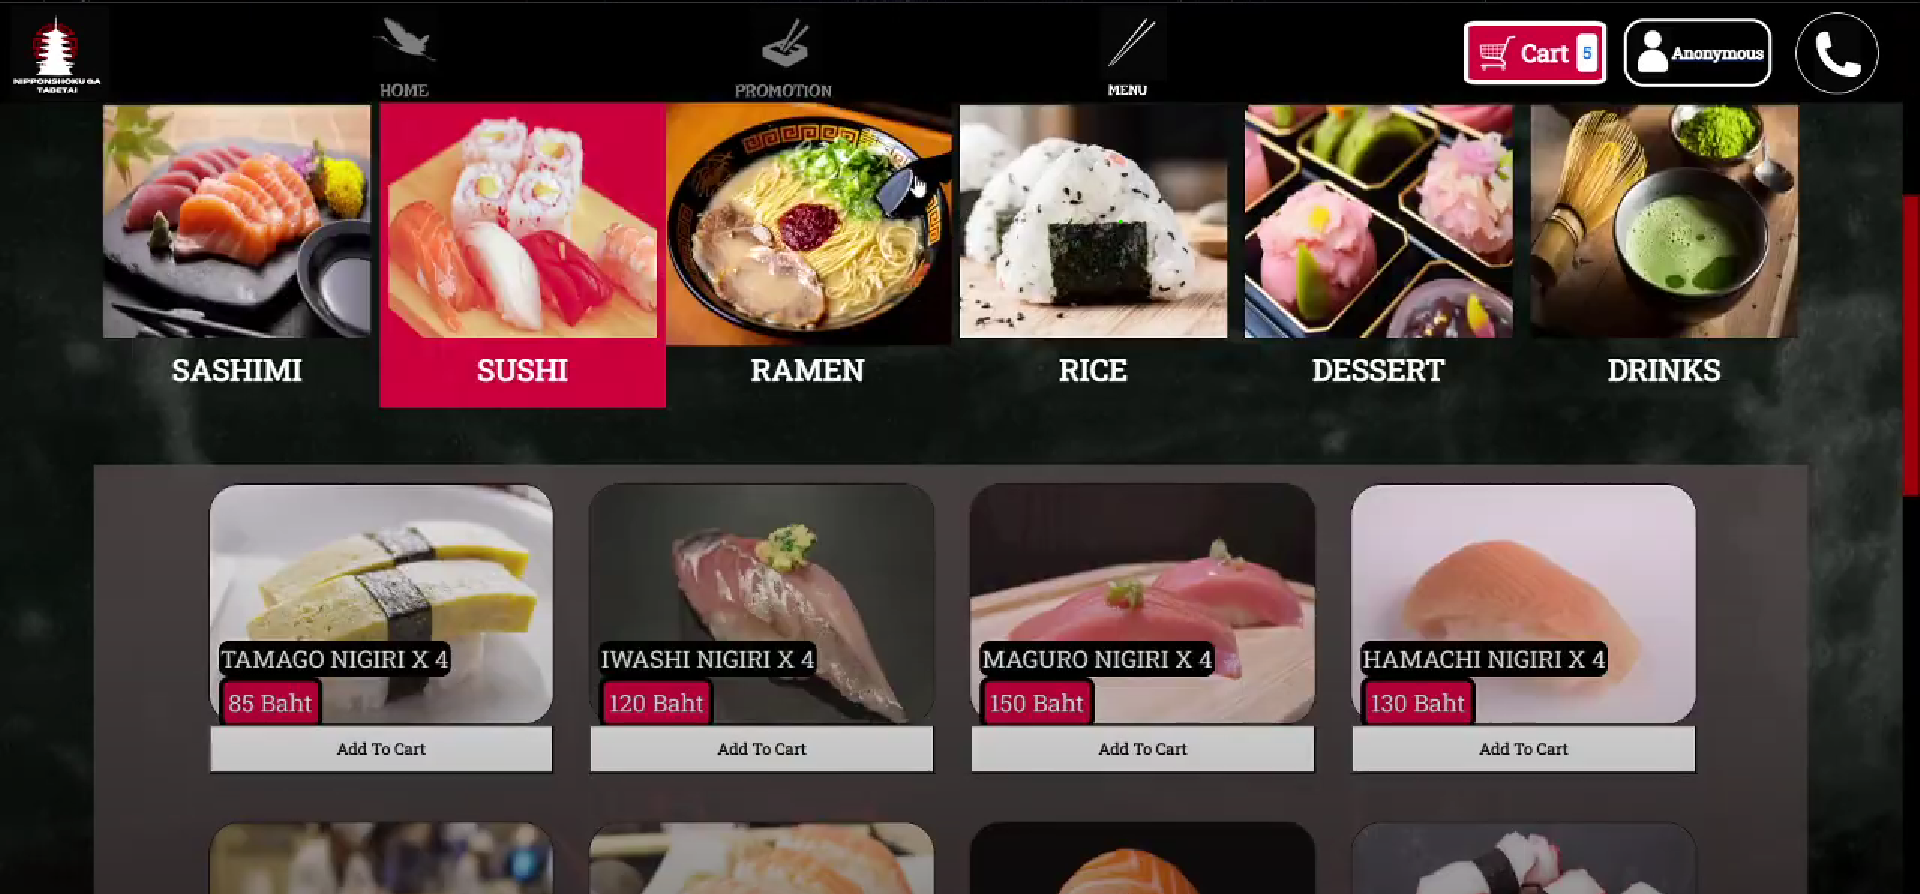 NIPPONSHOKU GA
TABETAI
HOME
PROMOTION
MENU
Cart 5
Anonymous
SASHIMI
SUSHI
RAMEN
RICE
DESSERT
DRINKS
TAMAGO NIGIRI X 4
85 Baht
Add To Cart
IWASHI NIGIRI X 4
120 Baht
Add To Cart
MAGURO NIGIRI X 4
150 Baht
Add To Cart
HAMACHI NIGIRI X 4
130 Baht
Add To Cart